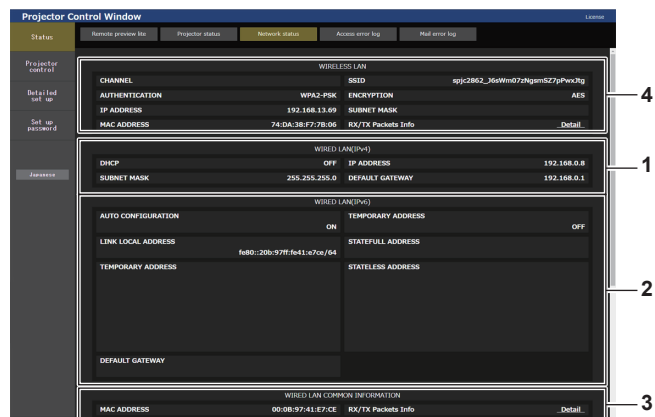 Projector Control Window
License
Status
Remote preview lite
Projector status
Network status
Access error log
Mail error log
Projector
control
Detailed
set up
Set up
password
Japanese
WIRELESS LAN
CHANNEL
SSID spjc2862_J6sWm07zNgsmSZ7pPwxJtg
AUTHENTICATION WPA2-PSK ENCRYPTION AES
IP ADDRESS 192.168.13.69 SUBNET MASK
MAC ADDRESS 74:DA:38:F7:7B:06 RX/TX Packets Info Detail
4
WIRED LAN(IPv4)
DHCP OFF IP ADDRESS 192.168.0.8
SUBNET MASK 255.255.255.0 DEFAULT GATEWAY 192.168.0.1
1
WIRED LAN(IPv6)
AUTO CONFIGURATION ON
TEMPORARY ADDRESS OFF
LINK LOCAL ADDRESS
fe80::20b:97ff:fe41:e7ce/64
STATEFULL ADDRESS
TEMPORARY ADDRESS
STATELESS ADDRESS
DEFAULT GATEWAY
2
WIRED LAN COMMON INFORMATION
MAC ADDRESS 00:0B:97:41:E7:CE RX/TX Packets Info Detail
3